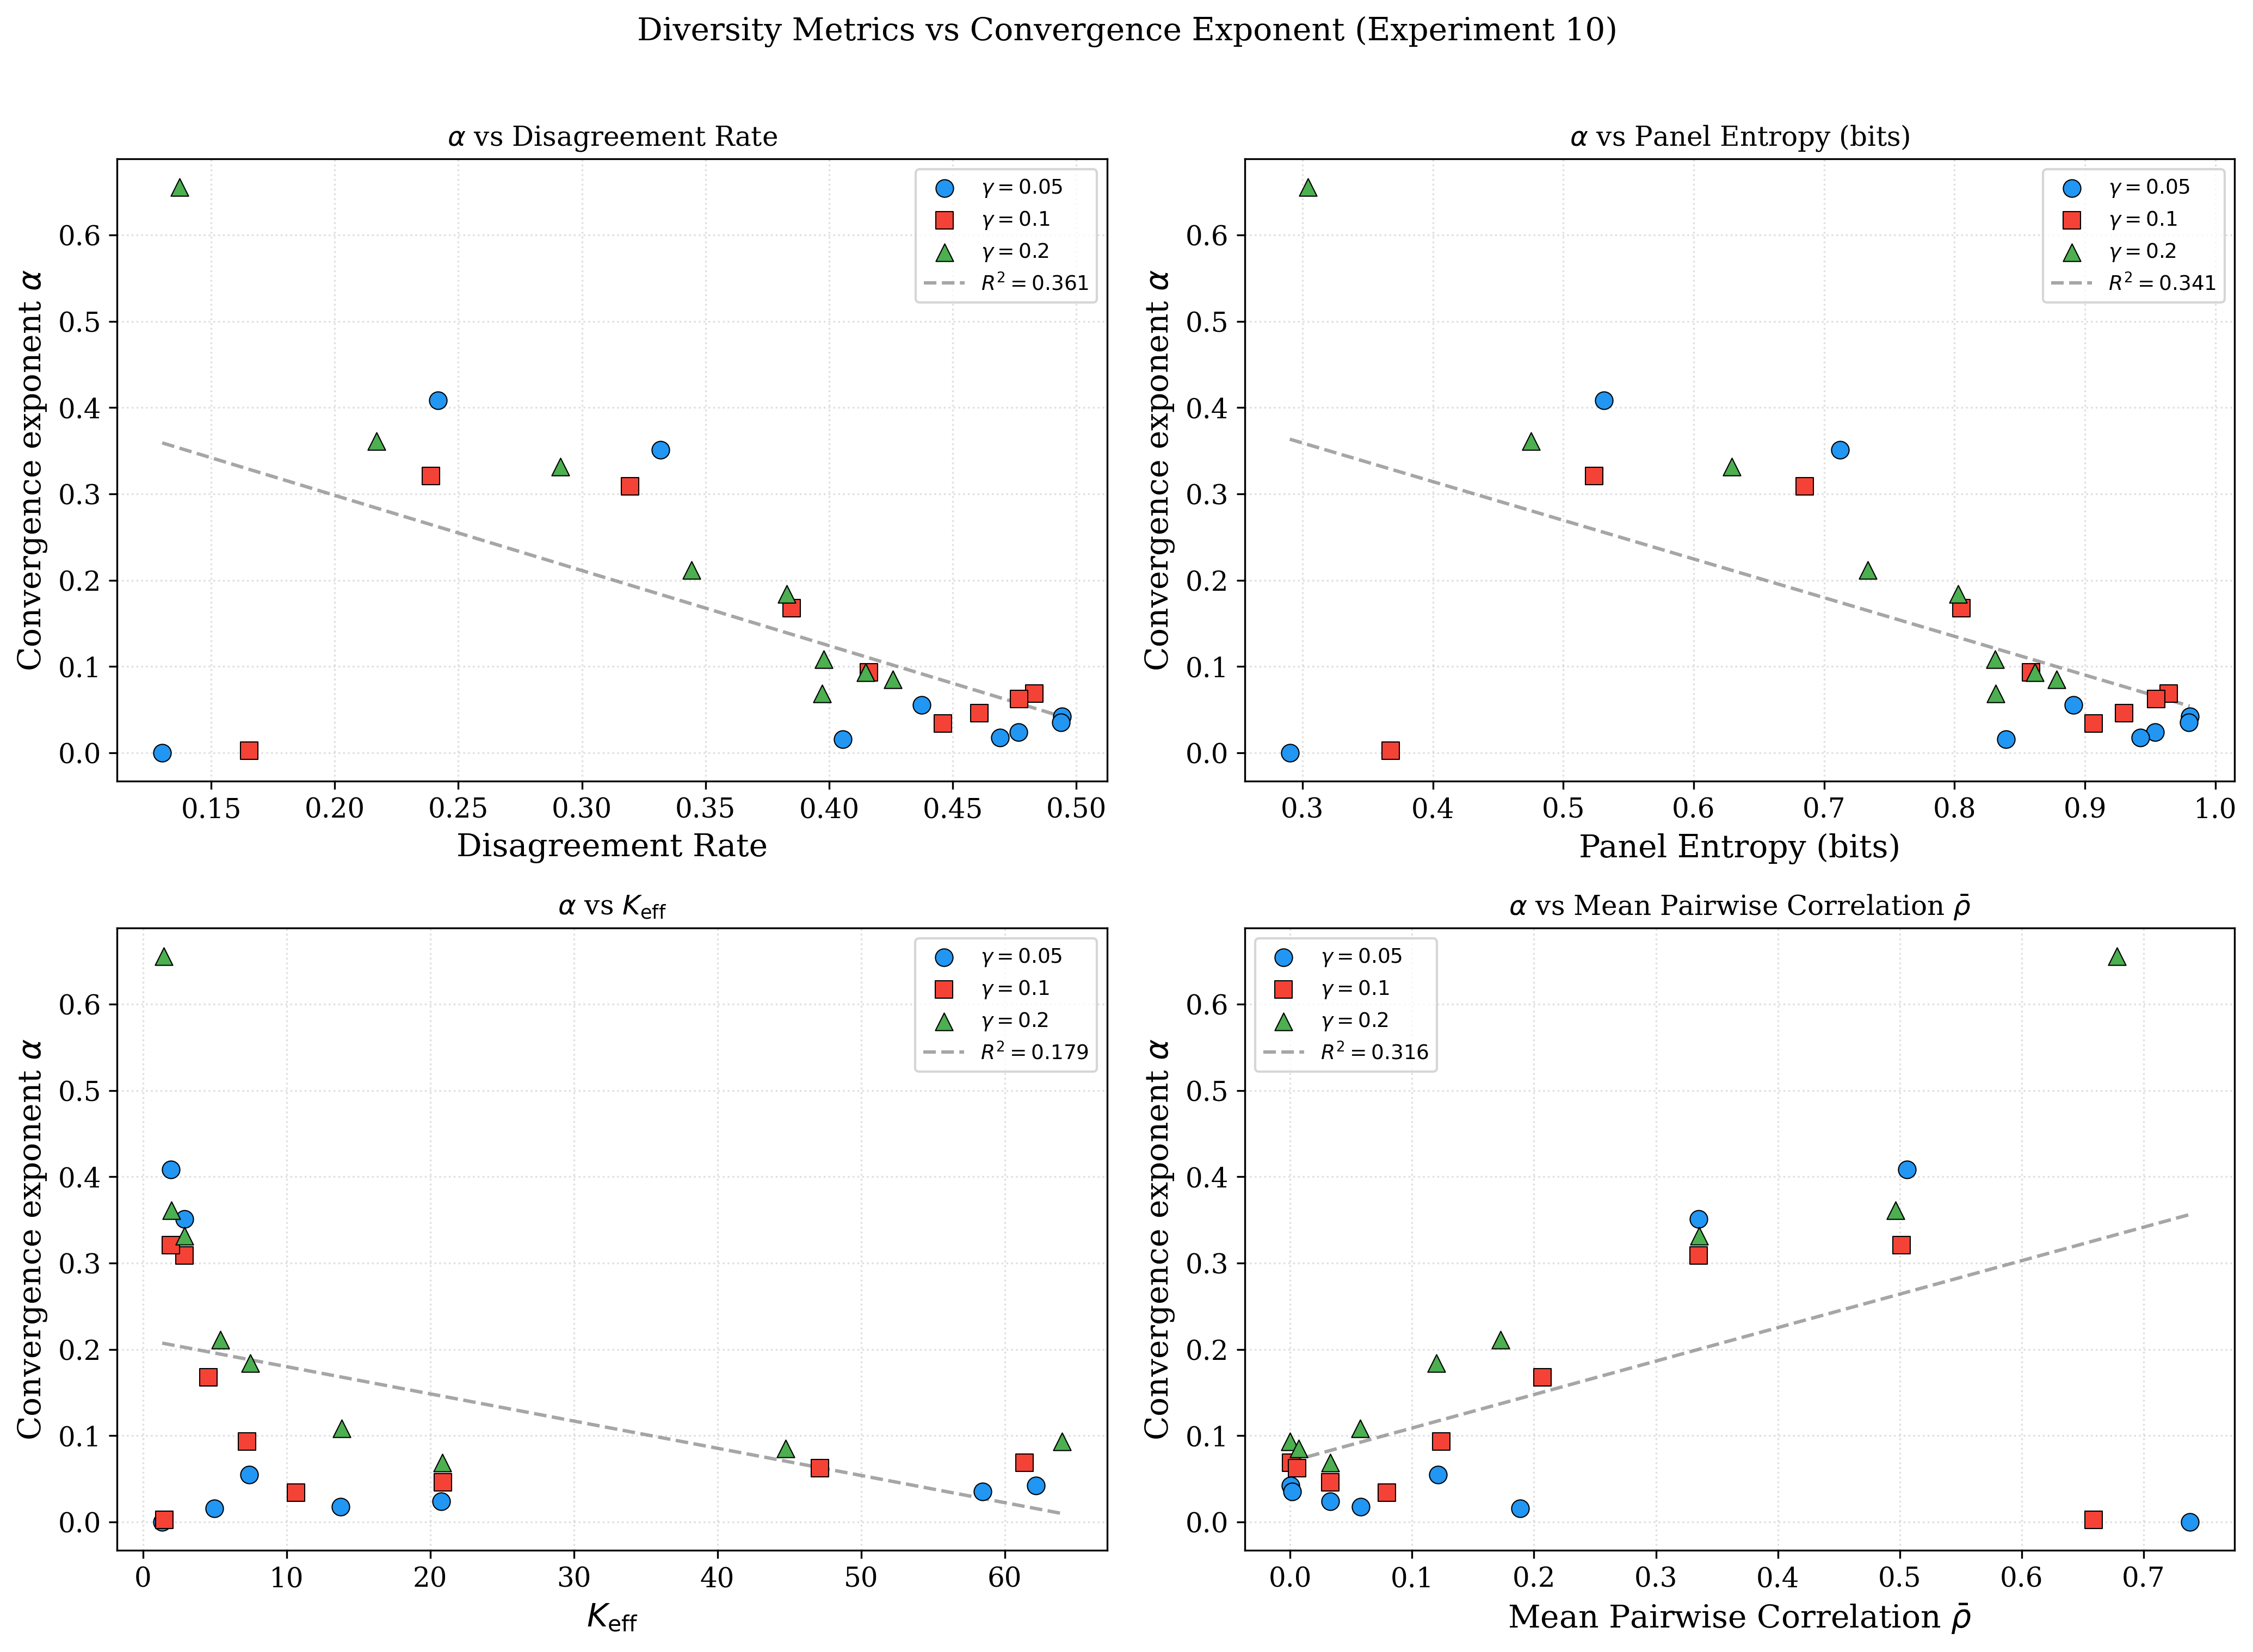 Diversity Metrics vs Convergence Exponent (Experiment 10)
α vs Disagreement Rate
Convergence exponent α
0.6
0.5
0.4
0.3
0.2
0.1
0.0
γ = 0.05
γ = 0.1
γ = 0.2
R² = 0.361
0.15 0.20 0.25 0.30 0.35 0.40 0.45 0.50
Disagreement Rate
α vs Panel Entropy (bits)
Convergence exponent α
0.6
0.5
0.4
0.3
0.2
0.1
0.0
γ = 0.05
γ = 0.1
γ = 0.2
R² = 0.341
0.3 0.4 0.5 0.6 0.7 0.8 0.9 1.0
Panel Entropy (bits)
α vs K_eff
Convergence exponent α
0.6
0.5
0.4
0.3
0.2
0.1
0.0
γ = 0.05
γ = 0.1
γ = 0.2
R² = 0.179
0 10 20 30 40 50 60
K_eff
α vs Mean Pairwise Correlation ρ̄
Convergence exponent α
0.6
0.5
0.4
0.3
0.2
0.1
0.0
γ = 0.05
γ = 0.1
γ = 0.2
R² = 0.316
0.0 0.1 0.2 0.3 0.4 0.5 0.6 0.7
Mean Pairwise Correlation ρ̄